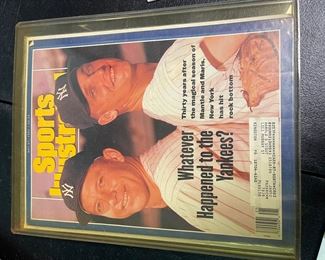 Sports
Illustr
Thirty years after
the magical season of
Mantle and Maris,
New York
has hit
rock bottom
Whatever
Happened to the
Yankees?